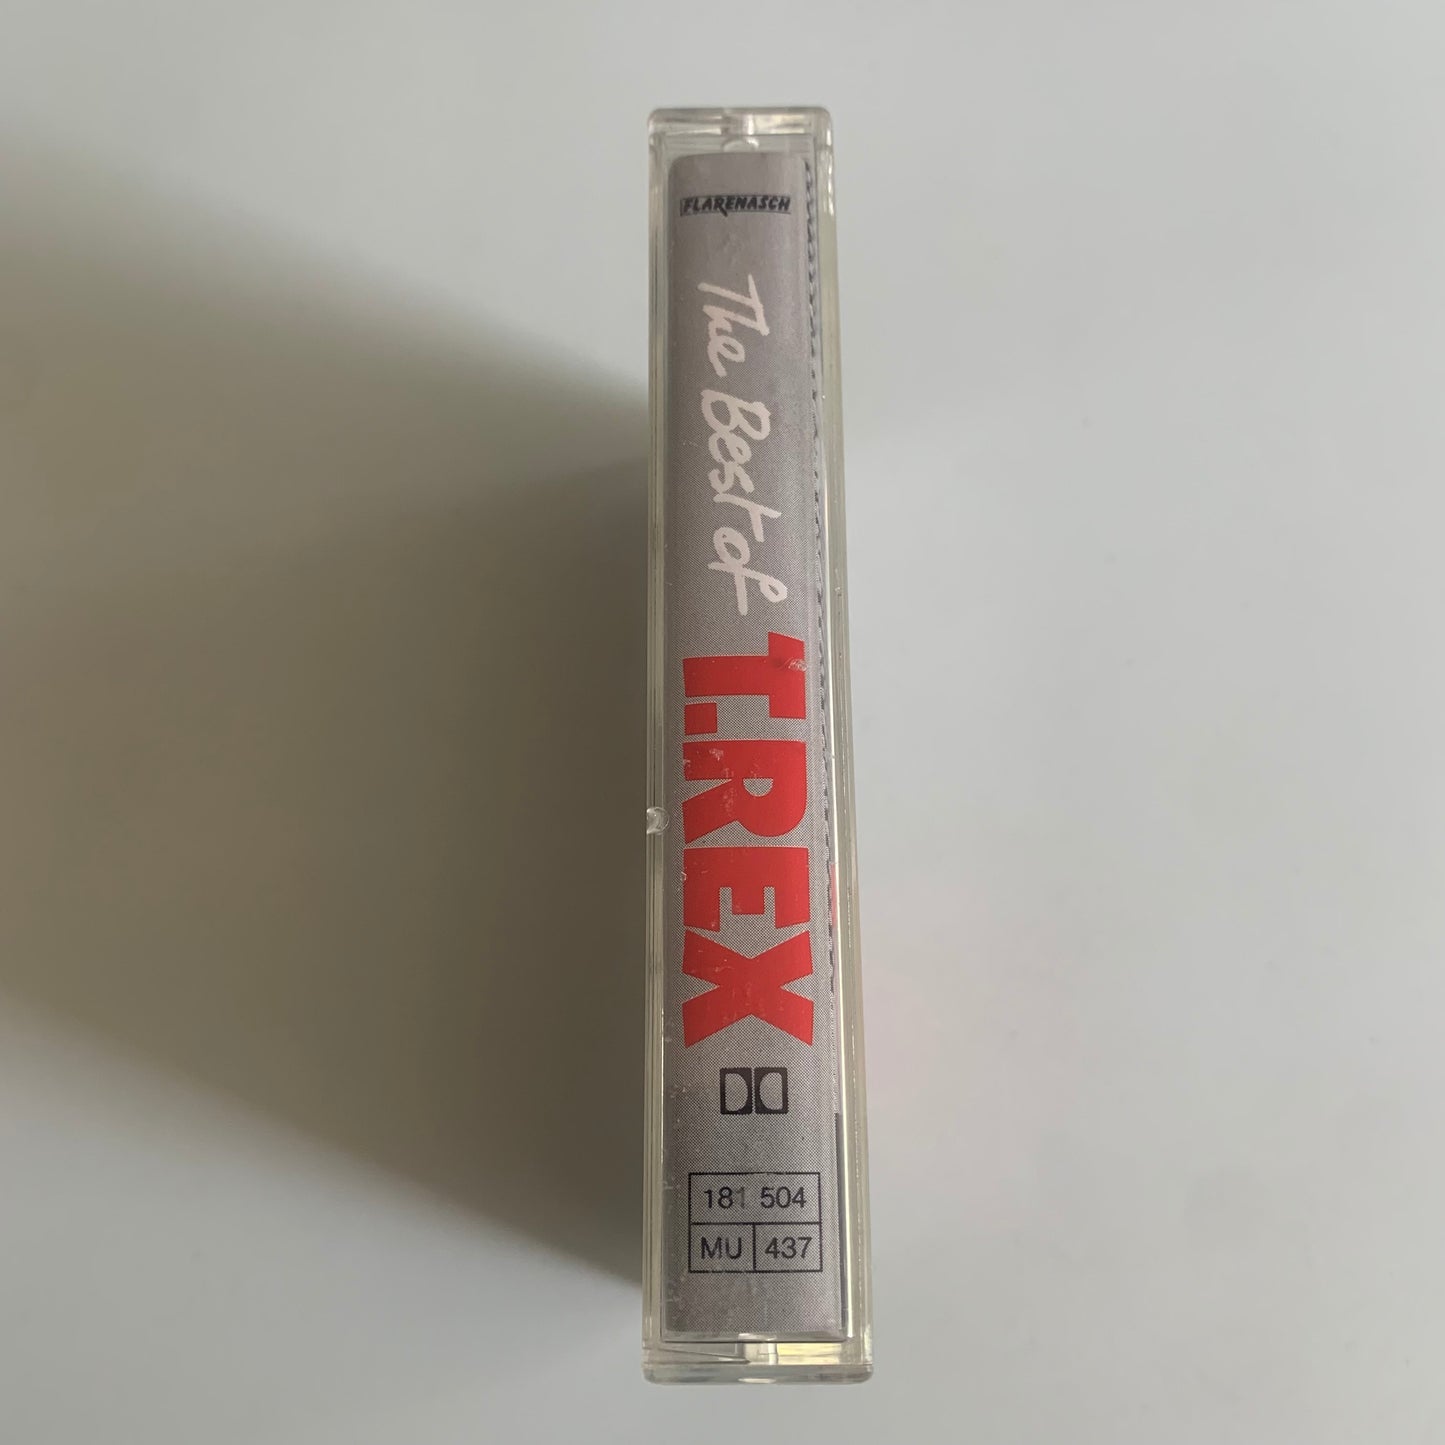 FLARENASCH
The Best of
T.REX
181 504
MU 437